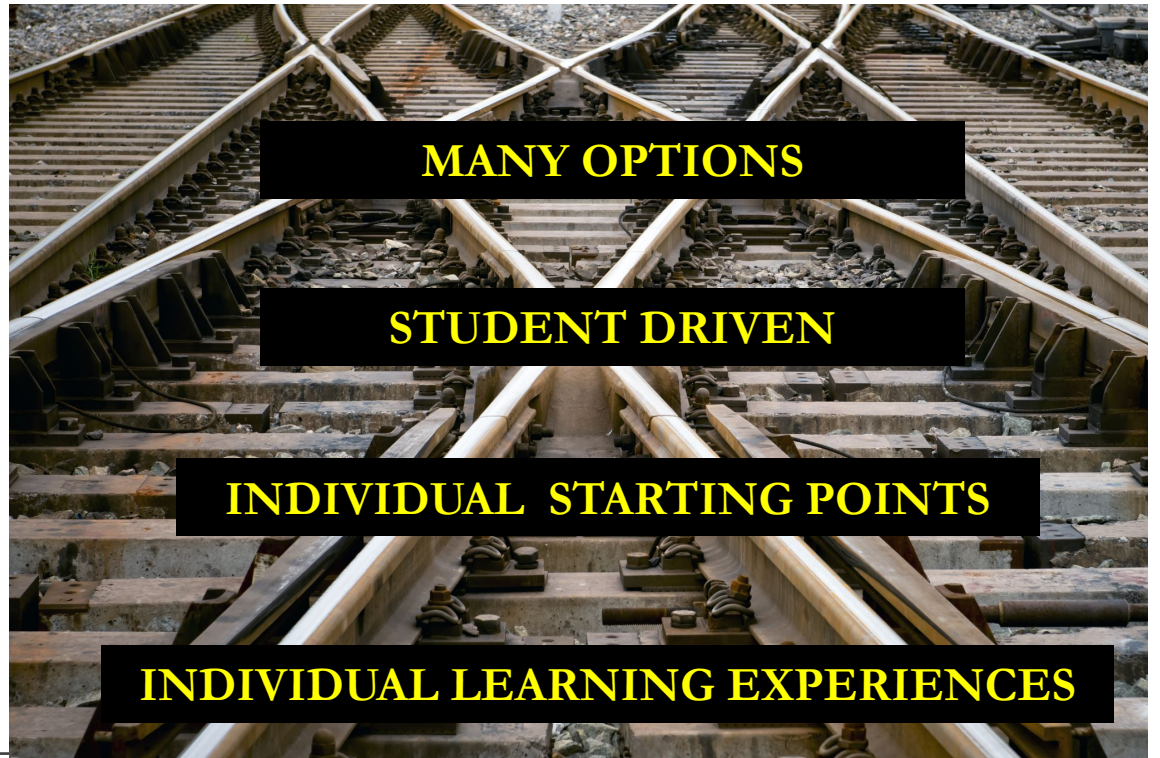 MANY OPTIONS
STUDENT DRIVEN
INDIVIDUAL  STARTING POINTS
INDIVIDUAL LEARNING EXPERIENCES